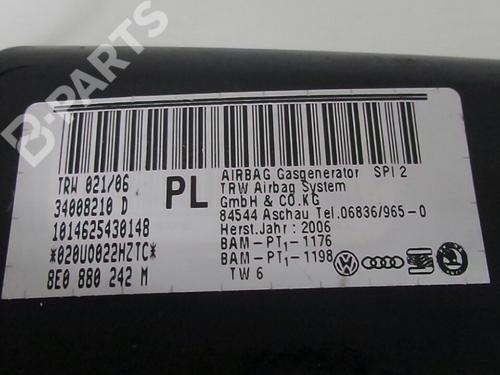 B-PARTS
TRW 021/06
34008210 D
1014625430148
*020U0022HZTC*
8E0 880 242 M
PL
AIRBAG Gasgenerator SPI 2
TRW Airbag System
GmbH & CO.KG
84544 Aschau Tel.06836/965-0
Herst.Jahr: 2006
BAM-PT1-1176
BAM-PT1-1198
TW 6